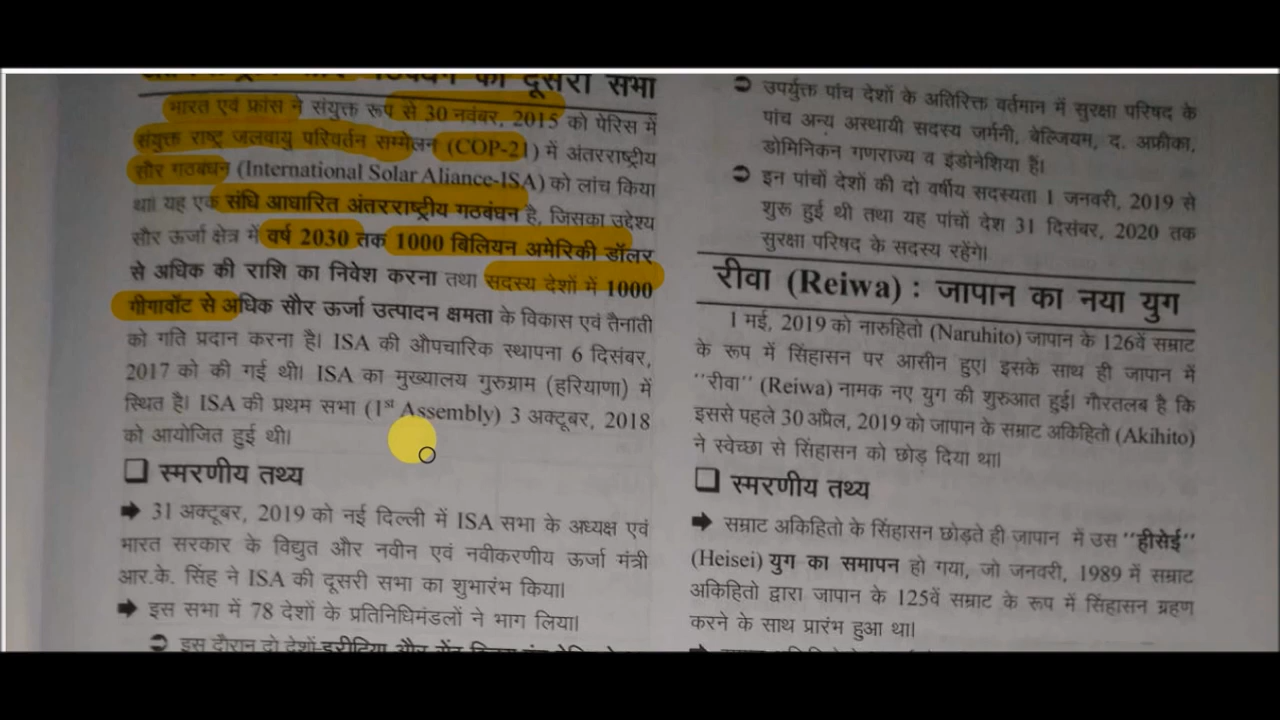 की दूसरी सभा
भारत एवं फ्रांस ने संयुक्त रूप से 30 नवंबर, 2015 को पेरिस में
संयुक्त राष्ट्र जलवायु परिवर्तन सम्मेलन (COP-21) में अंतरराष्ट्रीय
सौर गठबंधन (International Solar Aliance-ISA) को लांच किया
था। यह एक संधि आधारित अंतरराष्ट्रीय गठबंधन है, जिसका उद्देश्य
सौर ऊर्जा क्षेत्र में वर्ष 2030 तक 1000 बिलियन अमेरिकी डॉलर
से अधिक की राशि का निवेश करना तथा सदस्य देशों में 1000
गीगावॉट से अधिक सौर ऊर्जा उत्पादन क्षमता के विकास एवं तैनाती
को गति प्रदान करना है। ISA की औपचारिक स्थापना 6 दिसंबर,
2017 को की गई थी। ISA का मुख्यालय गुरुग्राम (हरियाणा) में
स्थित है। ISA की प्रथम सभा (1st Assembly) 3 अक्टूबर, 2018
को आयोजित हुई थी।
❑ स्मरणीय तथ्य
➡ 31 अक्टूबर, 2019 को नई दिल्ली में ISA सभा के अध्यक्ष एवं
भारत सरकार के विद्युत और नवीन एवं नवीकरणीय ऊर्जा मंत्री
आर.के. सिंह ने ISA की दूसरी सभा का शुभारंभ किया।
➡ इस सभा में 78 देशों के प्रतिनिधिमंडलों ने भाग लिया।
➲ इस दौरान दो देशों-इरीट्रिया और सेंट
➲ उपर्युक्त पांच देशों के अतिरिक्त वर्तमान में सुरक्षा परिषद के
पांच अन्य अस्थायी सदस्य जर्मनी, बेल्जियम, द. अफ्रीका,
डोमिनिकन गणराज्य व इंडोनेशिया हैं।
➲ इन पांचों देशों की दो वर्षीय सदस्यता 1 जनवरी, 2019 से
शुरू हुई थी तथा यह पांचों देश 31 दिसंबर, 2020 तक
सुरक्षा परिषद के सदस्य रहेंगे।
रीवा (Reiwa) : जापान का नया युग
1 मई, 2019 को नारुहितो (Naruhito) जापान के 126वें सम्राट
के रूप में सिंहासन पर आसीन हुए। इसके साथ ही जापान में
''रीवा'' (Reiwa) नामक नए युग की शुरुआत हुई। गौरतलब है कि
इससे पहले 30 अप्रैल, 2019 को जापान के सम्राट अकिहितो (Akihito)
ने स्वेच्छा से सिंहासन को छोड़ दिया था।
❑ स्मरणीय तथ्य
➡ सम्राट अकिहितो के सिंहासन छोड़ते ही जापान में उस ''हीसेई''
(Heisei) युग का समापन हो गया, जो जनवरी, 1989 में सम्राट
अकिहितो द्वारा जापान के 125वें सम्राट के रूप में सिंहासन ग्रहण
करने के साथ प्रारंभ हुआ था।